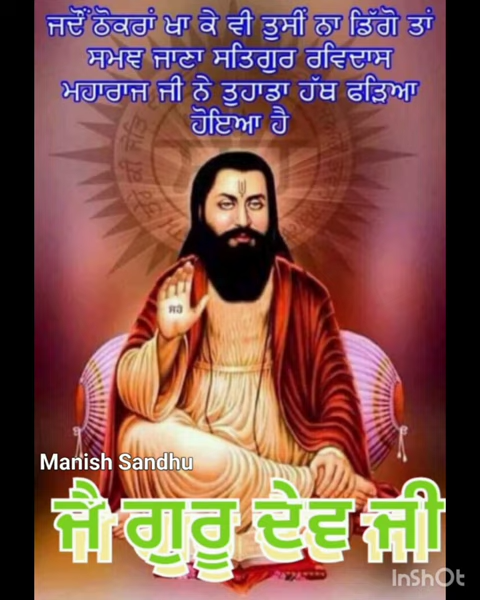 ਜਦੋਂ ਠੋਕਰਾਂ ਖਾ ਕੇ ਵੀ ਤੁਸੀਂ ਨਾ ਡਿੱਗੋ ਤਾਂ
ਸਮਝ ਜਾਣਾ ਸਤਿਗੁਰ ਰਵਿਦਾਸ
ਮਹਾਰਾਜ ਜੀ ਨੇ ਤੁਹਾਡਾ ਹੱਥ ਫੜਿਆ
ਹੋਇਆ ਹੈ
Manish Sandhu
ਜੈ ਗੁਰੂ ਦੇਵ ਜੀ
InShOt